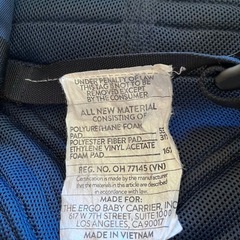 UNDER PENALTY OF LAW
THIS TAG IS NOT TO BE
REMOVED EXCEPT
BY THE CONSUMER
ALL NEW MATERIAL
CONSISTING OF
POLYURETHANE FOAM
PAD
POLYESTER FIBER PAD
ETHYLENE VINYL ACETATE
FOAM PAD
REG. NO. OH 77145 (VN)
Certification is made by the
manufacturer that the
materials in this article are
described in accordance
with law.
MADE FOR:
THE ERGO BABY CARRIER, INC.
617 W 7TH STREET, SUITE 1000
LOS ANGELES, CA 90017
MADE IN VIETNAM